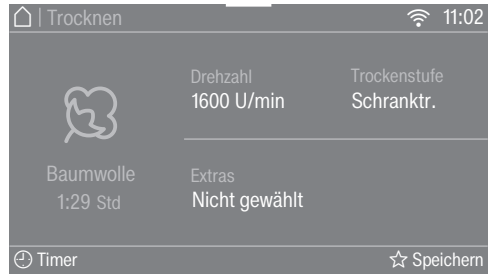 | Trocknen 11:02
Drehzahl Trockenstufe
1600 U/min Schranktr.
Baumwolle
1:29 Std
Extras
Nicht gewählt
Timer Speichern